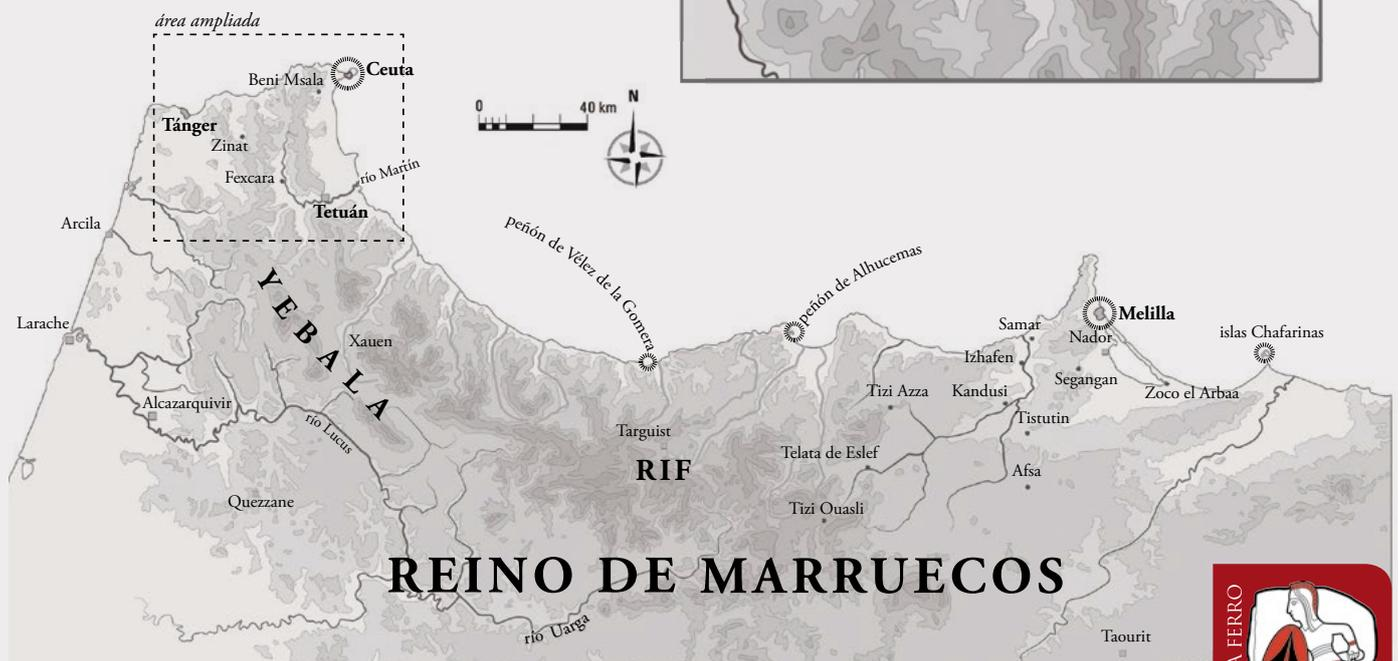 área ampliada
Ceuta
Beni Msala
Tánger
Zinat
Fexcara
río Martín
Tetuán
0 40 km
N
Arcila
Larache
YEBALA
Xauen
Alcazarquivir
río Lucus
Quezzane
peñón de Vélez de la Gomera
peñón de Alhucemas
Melilla
Samar
Nador
islas Chafarinas
Izhafen
Segangan
Zoco el Arbaa
Tizi Azza
Kandusi
Tistutin
Targuist
RIF
Telata de Eslef
Afsa
Tizi Ouasli
REINO DE MARRUECOS
río Uarga
Taourit
A FERRO